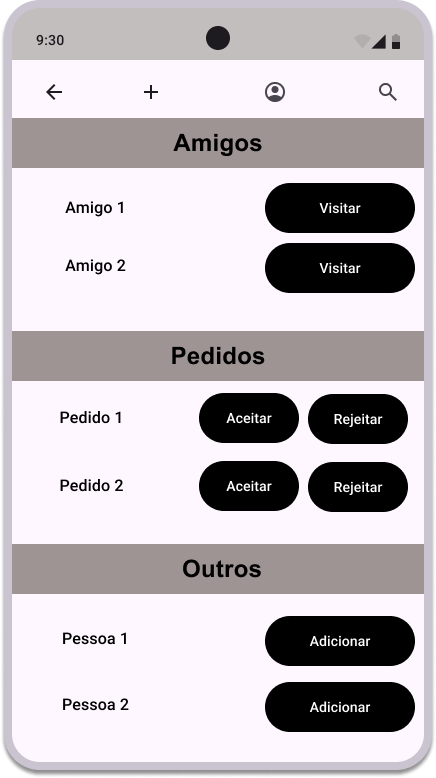 9:30
Amigos
Amigo 1 Visitar
Amigo 2 Visitar
Pedidos
Pedido 1 Aceitar Rejeitar
Pedido 2 Aceitar Rejeitar
Outros
Pessoa 1 Adicionar
Pessoa 2 Adicionar